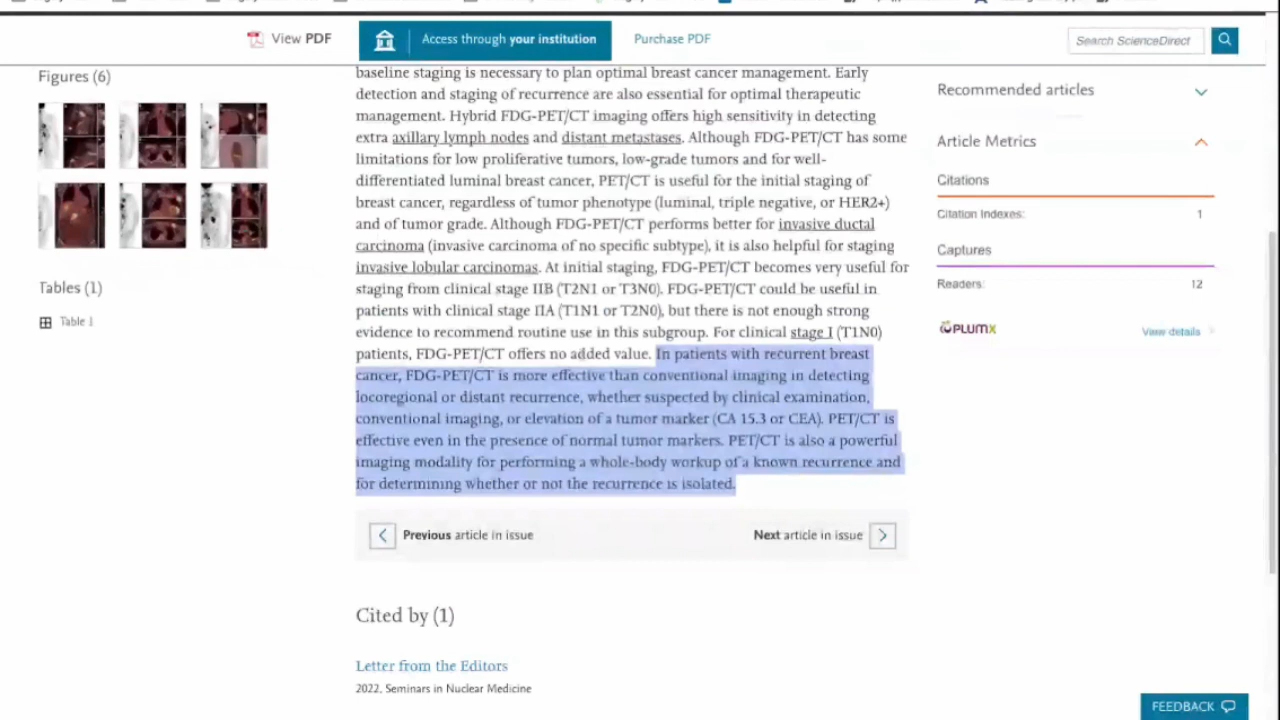 View PDF
Access through your institution
Purchase PDF
Search ScienceDirect
Figures (6)
Tables (1)
Table 1
baseline staging is necessary to plan optimal breast cancer management. Early
detection and staging of recurrence are also essential for optimal therapeutic
management. Hybrid FDG-PET/CT imaging offers high sensitivity in detecting
extra axillary lymph nodes and distant metastases. Although FDG-PET/CT has some
limitations for low proliferative tumors, low-grade tumors and for well-
differentiated luminal breast cancer, PET/CT is useful for the initial staging of
breast cancer, regardless of tumor phenotype (luminal, triple negative, or HER2+)
and of tumor grade. Although FDG-PET/CT performs better for invasive ductal
carcinoma (invasive carcinoma of no specific subtype), it is also helpful for staging
invasive lobular carcinomas. At initial staging, FDG-PET/CT becomes very useful for
staging from clinical stage IIB (T2N1 or T3N0). FDG-PET/CT could be useful in
patients with clinical stage IIA (T1N1 or T2N0), but there is not enough strong
evidence to recommend routine use in this subgroup. For clinical stage I (T1N0)
patients, FDG-PET/CT offers no added value. In patients with recurrent breast
cancer, FDG-PET/CT is more effective than conventional imaging in detecting
locoregional or distant recurrence, whether suspected by clinical examination,
conventional imaging, or elevation of a tumor marker (CA 15.3 or CEA). PET/CT is
effective even in the presence of normal tumor markers. PET/CT is also a powerful
imaging modality for performing a whole-body workup of a known recurrence and
for determining whether or not the recurrence is isolated.
Previous article in issue
Next article in issue
Cited by (1)
Letter from the Editors
2022, Seminars in Nuclear Medicine
Recommended articles
Article Metrics
Citations
Citation Indexes: 1
Captures
Readers: 12
PLUMX
View details
FEEDBACK